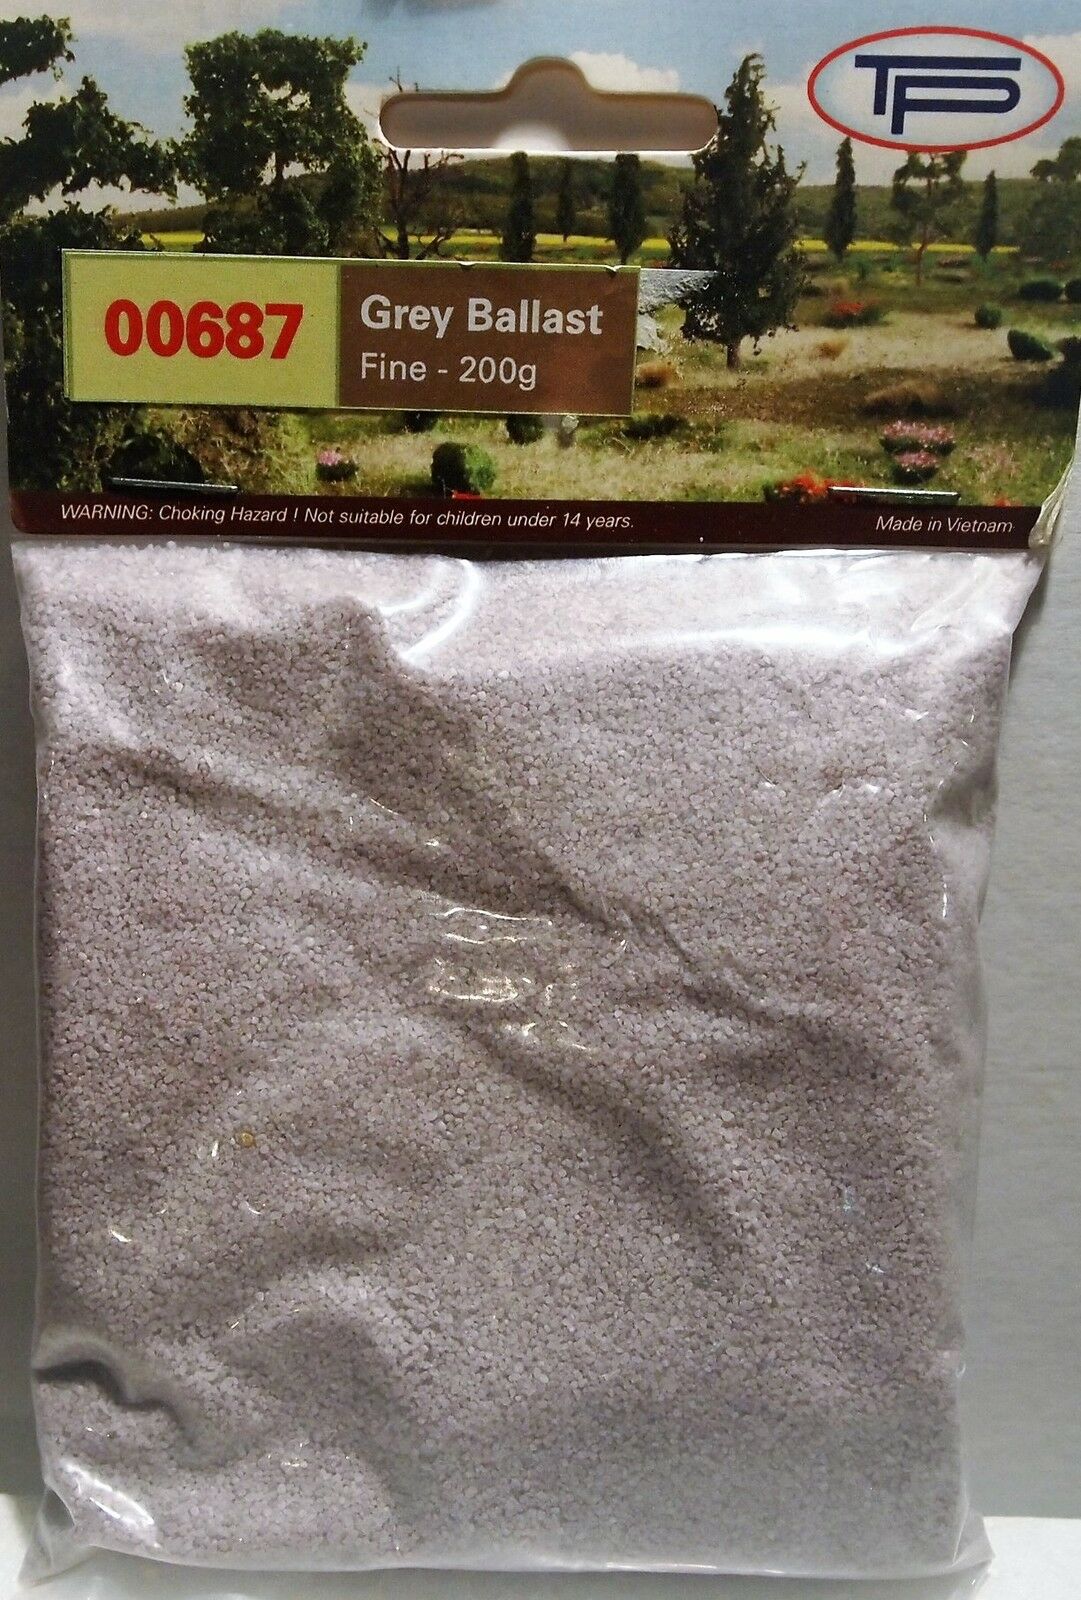 TP
00687
Grey Ballast
Fine - 200g
WARNING: Choking Hazard ! Not suitable for children under 14 years.
Made in Vietnam